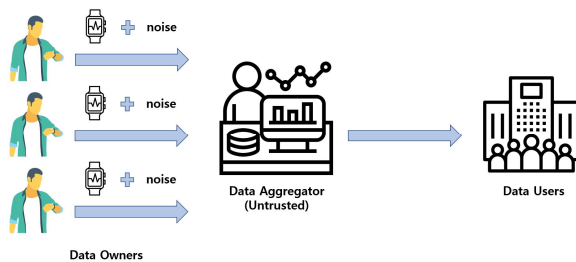 noise
noise
noise
Data Aggregator
(Untrusted)
Data Users
Data Owners